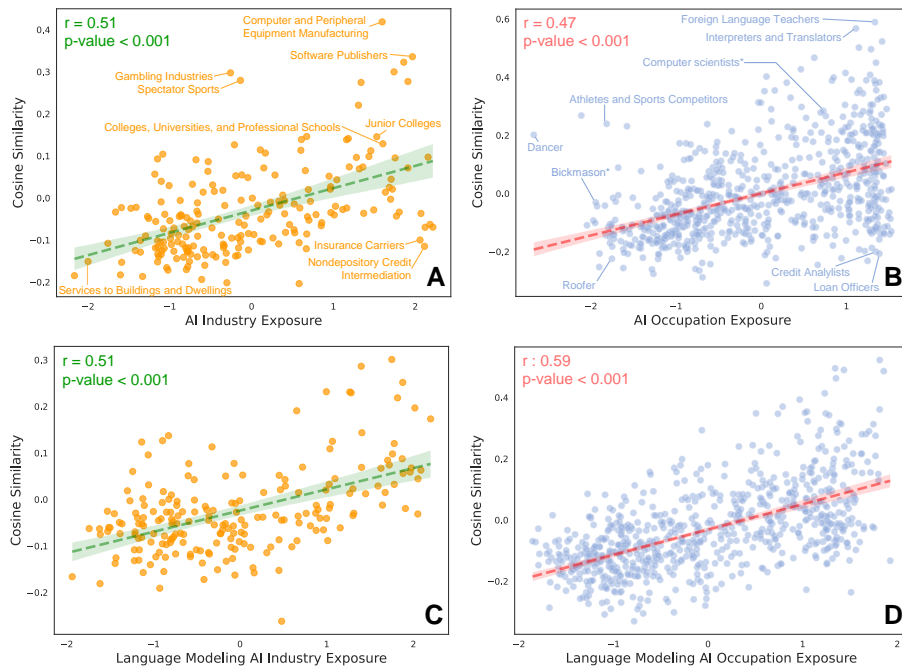 r = 0.51
p-value < 0.001
Computer and Peripheral
Equipment Manufacturing
Software Publishers
Gambling Industries
Spectator Sports
Colleges, Universities, and Professional Schools
Junior Colleges
Insurance Carriers
Nondepository Credit
Intermediation
Services to Buildings and Dwellings
A
Cosine Similarity
0.4
0.3
0.2
0.1
0.0
−0.1
−0.2
−2
−1
0
1
2
AI Industry Exposure
r = 0.47
p-value < 0.001
Foreign Language Teachers
Interpreters and Translators
Computer scientists*
Athletes and Sports Competitors
Dancer
Bickmason*
Roofer
Credit Analylists
Loan Officers
B
Cosine Similarity
0.6
0.4
0.2
0.0
−0.2
−2
−1
0
1
AI Occupation Exposure
r = 0.51
p-value < 0.001
C
Cosine Similarity
0.3
0.2
0.1
0.0
−0.1
−0.2
−2
−1
0
1
2
Language Modeling AI Industry Exposure
r : 0.59
p-value < 0.001
D
Cosine Similarity
0.4
0.2
0.0
−0.2
−2
−1
0
1
2
Language Modeling AI Occupation Exposure